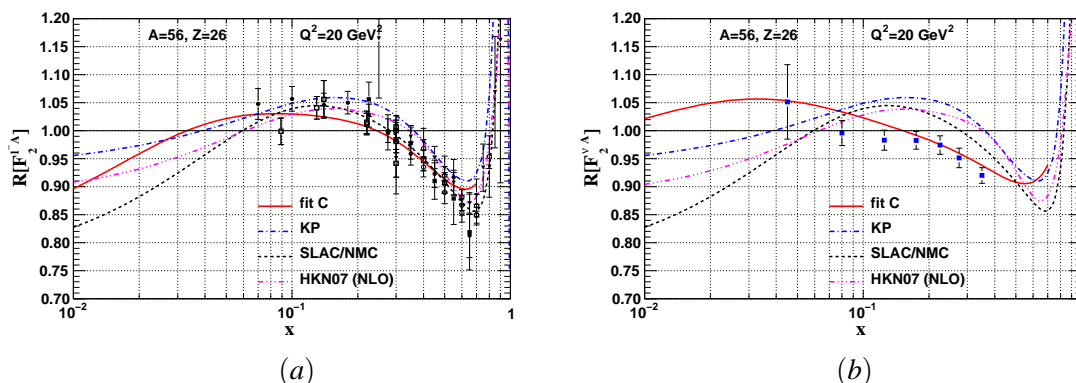 A=56, Z=26
Q²=20 GeV²
1.20
1.15
1.10
1.05
1.00
0.95
0.90
0.85
0.80
0.75
0.70
R[F₂^{l⁻ A}]
fit C
KP
SLAC/NMC
HKN07 (NLO)
10⁻²
10⁻¹
1
x
(a)
A=56, Z=26
Q²=20 GeV²
1.20
1.15
1.10
1.05
1.00
0.95
0.90
0.85
0.80
0.75
0.70
R[F₂^{ν A}]
fit C
KP
SLAC/NMC
HKN07 (NLO)
10⁻²
10⁻¹
1
x
(b)